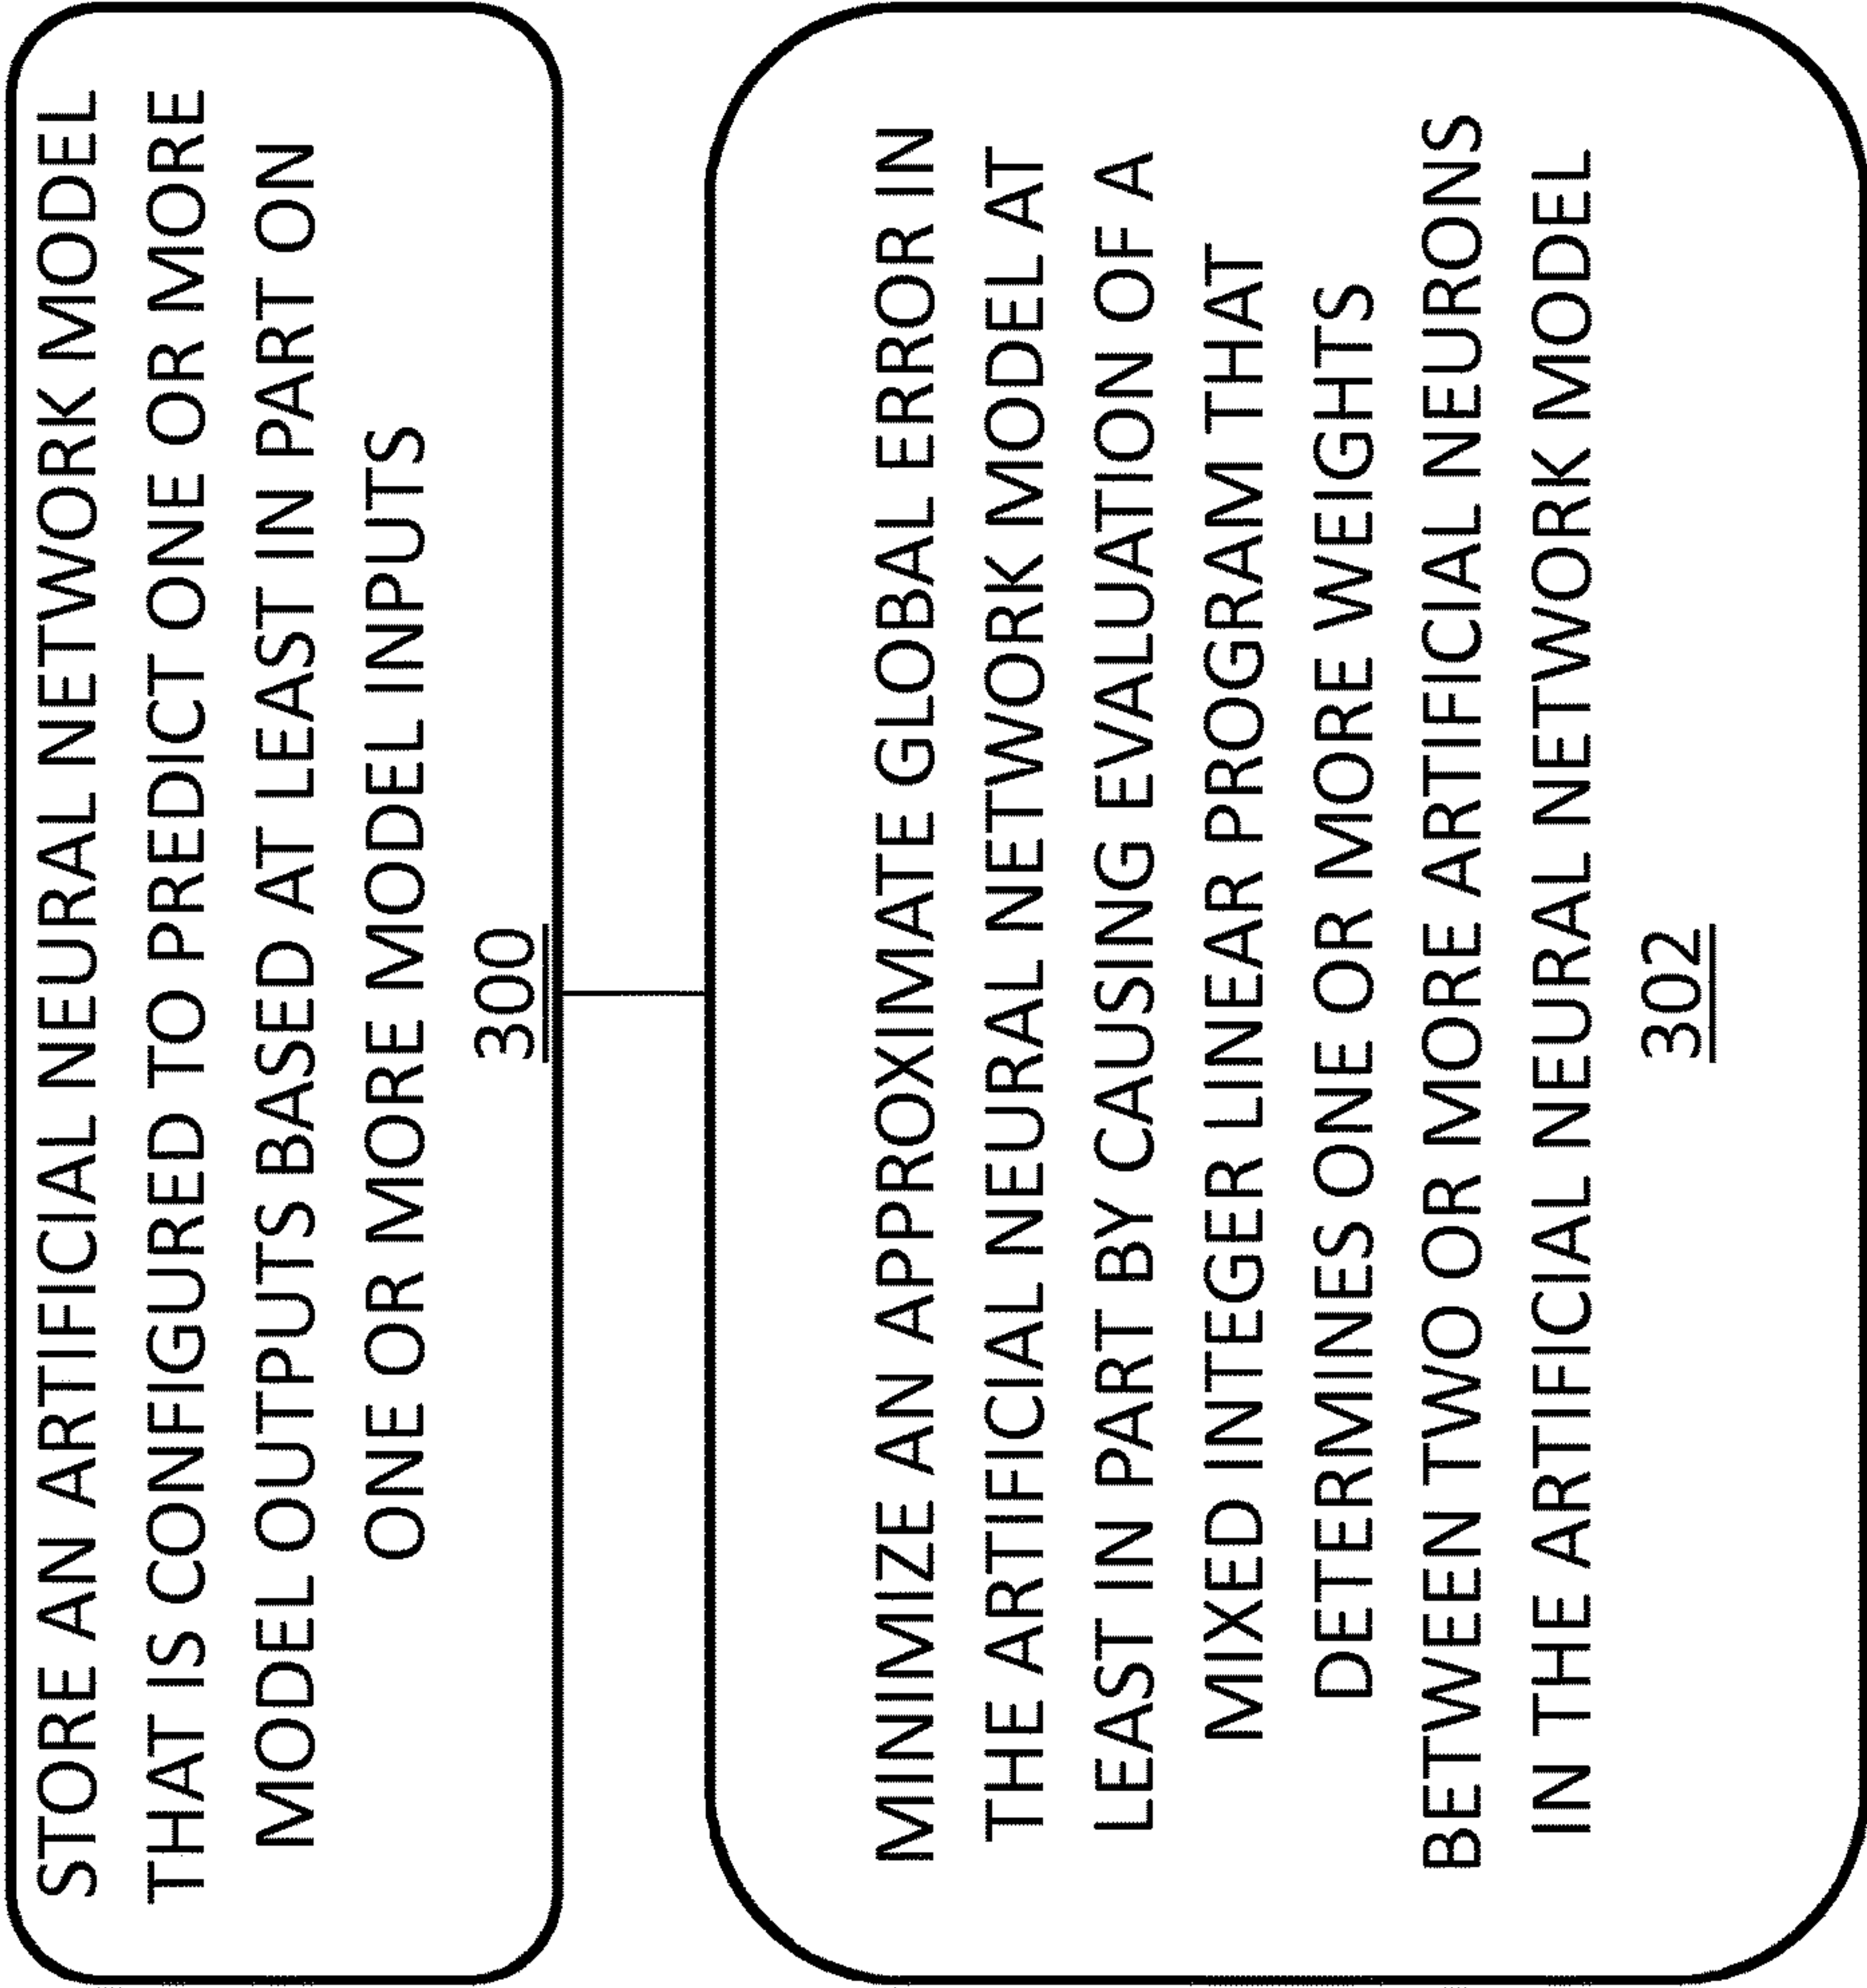 STORE AN ARTIFICIAL NEURAL NETWORK MODEL
THAT IS CONFIGURED TO PREDICT ONE OR MORE
MODEL OUTPUTS BASED AT LEAST IN PART ON
ONE OR MORE MODEL INPUTS
300
MINIMIZE AN APPROXIMATE GLOBAL ERROR IN
THE ARTIFICIAL NEURAL NETWORK MODEL AT
LEAST IN PART BY CAUSING EVALUATION OF A
MIXED INTEGER LINEAR PROGRAM THAT
DETERMINES ONE OR MORE WEIGHTS
BETWEEN TWO OR MORE ARTIFICIAL NEURONS
IN THE ARTIFICIAL NEURAL NETWORK MODEL
302